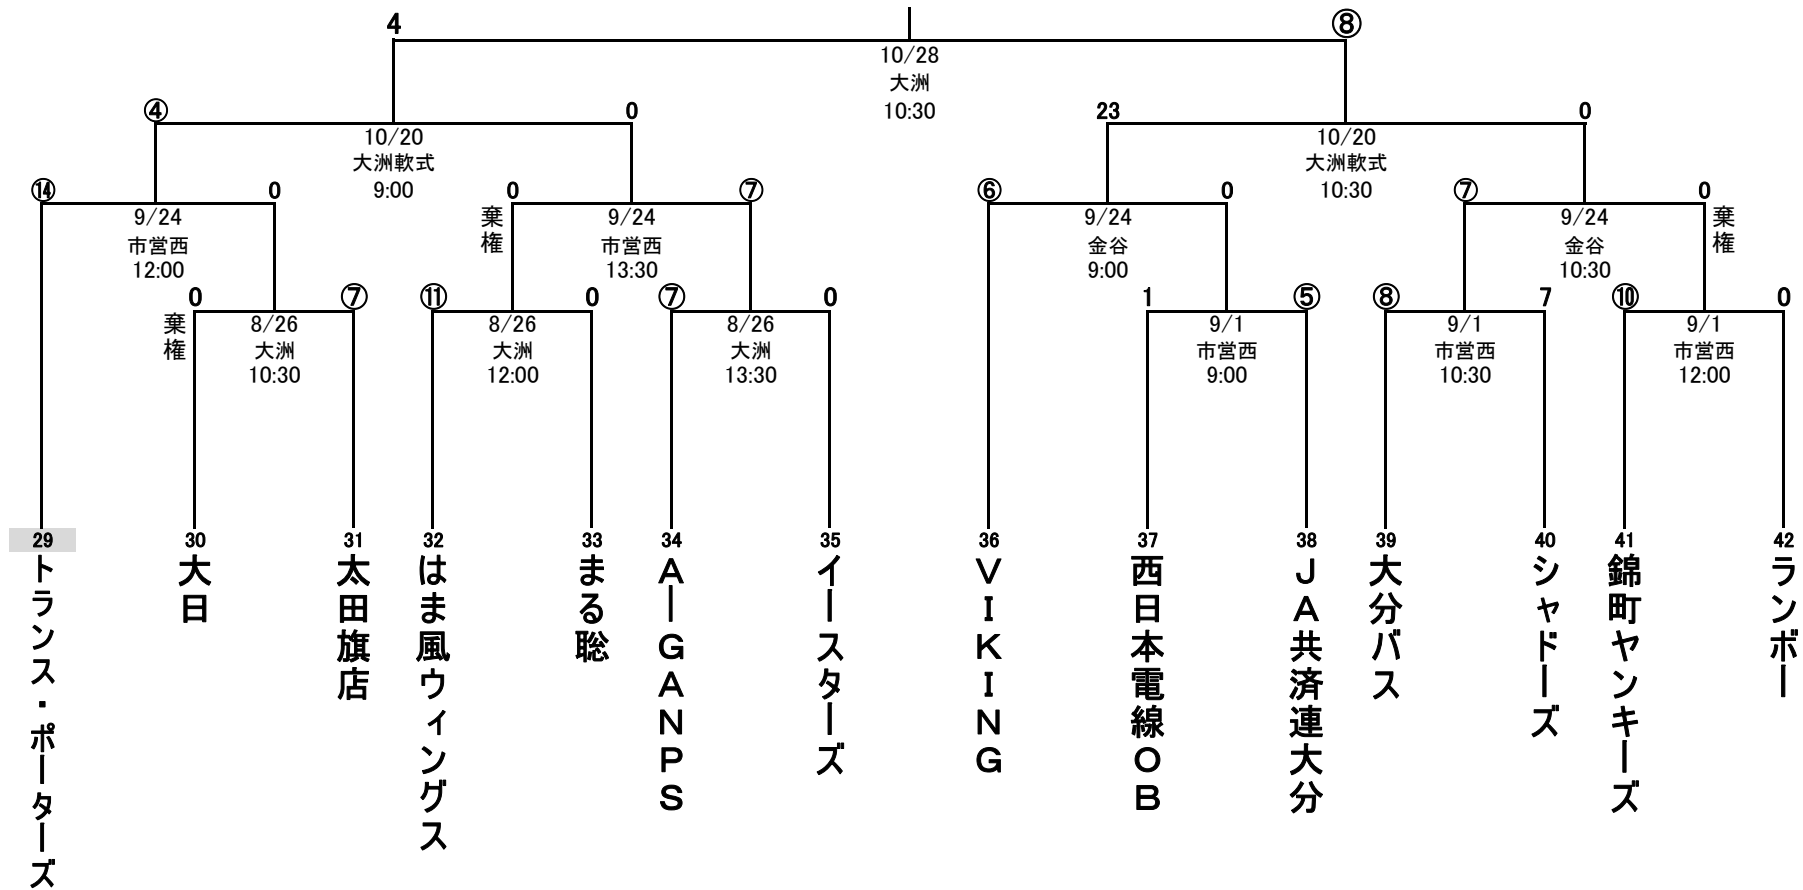 4 ⑧
10/28
大洲
10:30
④ 0 23 0
10/20 10/20
大洲軟式 大洲軟式
9:00 10:30
⑭ 0 0 ⑦ ⑥ 0 ⑦ 0
棄権 棄権
9/24 9/24 9/24 9/24
市営西 市営西 金谷 金谷
12:00 13:30 9:00 10:30
0 ⑦ ⑪ 0 ⑦ 0 1 ⑤ ⑧ 7 ⑩ 0
棄権
8/26 8/26 8/26 9/1 9/1 9/1
大洲 大洲 大洲 市営西 市営西 市営西
10:30 12:00 13:30 9:00 10:30 12:00
29 30 31 32 33 34 35 36 37 38 39 40 41 42
トランス・ポーターズ
大日
太田旗店
はま風ウィングス
まる聡
A－GANPS
イースターズ
VIKING
西日本電線OB
JA共済連大分
大分バス
シャドーズ
錦町ヤンキーズ
ランボー